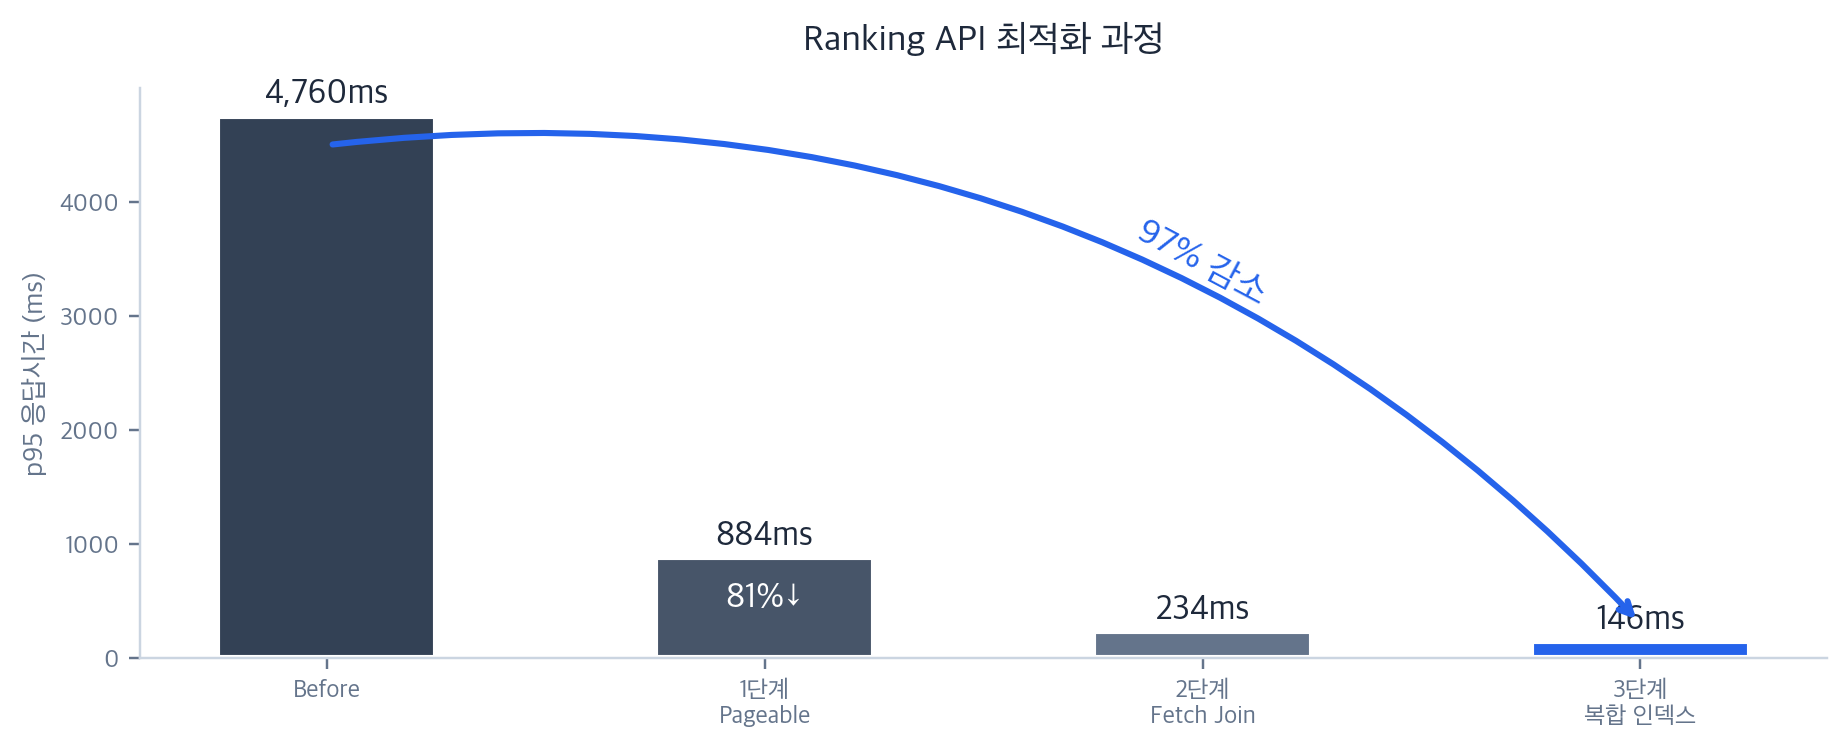 Ranking API 최적화 과정
4,760ms
97% 감소
884ms
81%↓
234ms
146ms
p95 응답시간 (ms)
4000
3000
2000
1000
0
Before
1단계
Pageable
2단계
Fetch Join
3단계
복합 인덱스